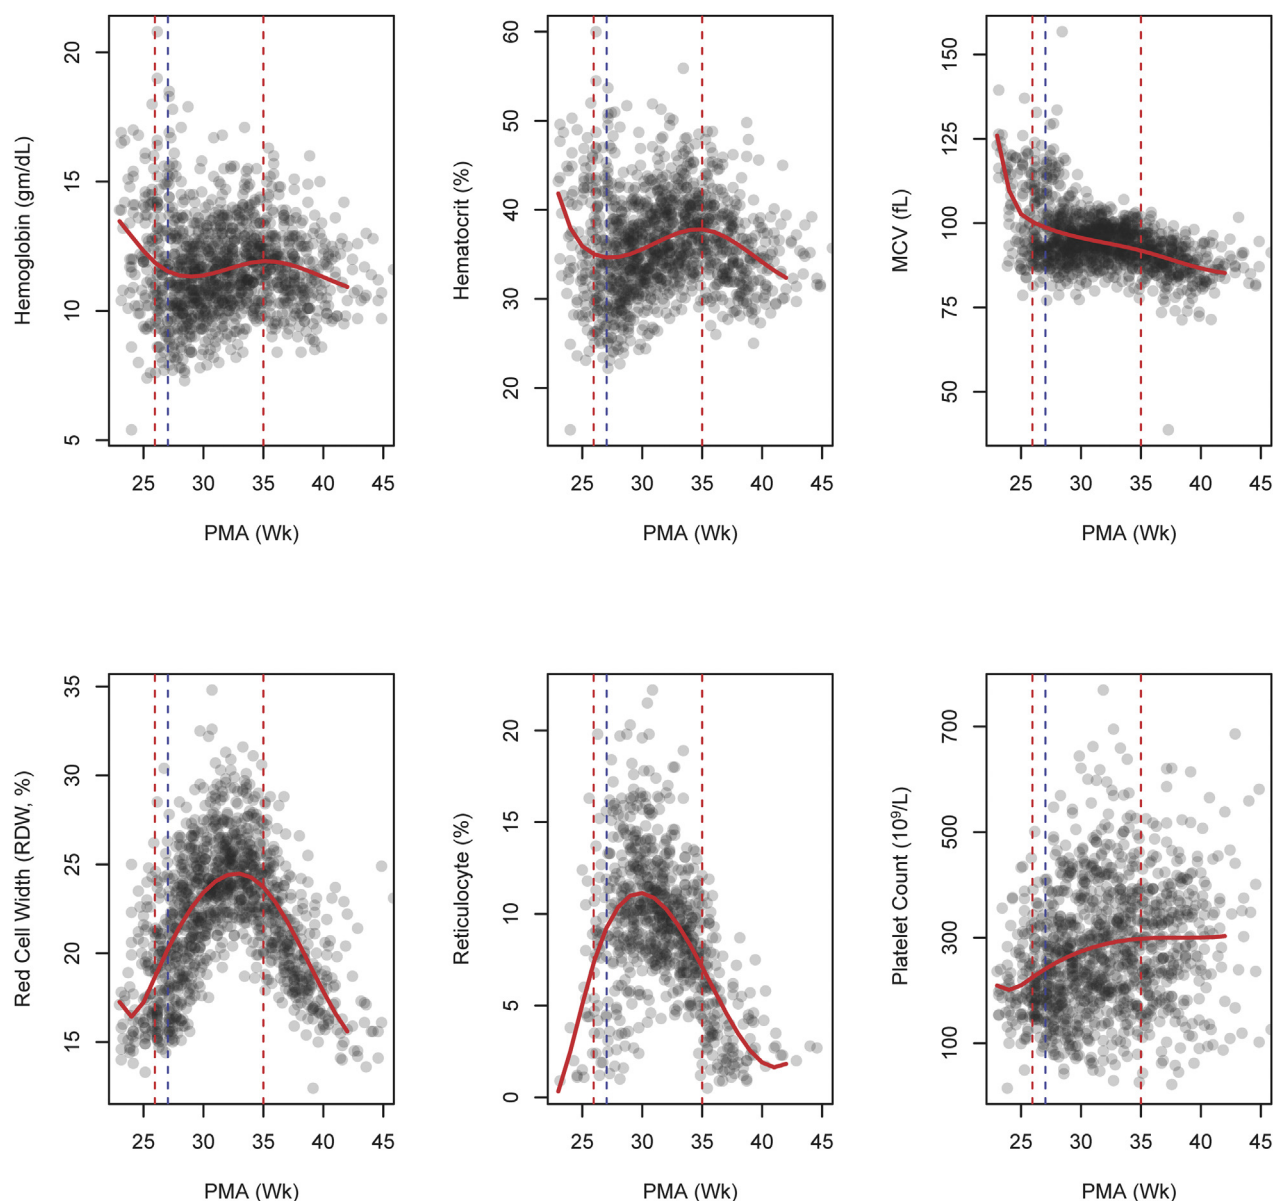 Hemoglobin (gm/dL)
20
15
10
5
25 30 35 40 45
PMA (Wk)
Hematocrit (%)
60
50
40
30
20
25 30 35 40 45
PMA (Wk)
MCV (fL)
150
125
100
75
50
25 30 35 40 45
PMA (Wk)
Red Cell Width (RDW, %)
35
30
25
20
15
25 30 35 40 45
PMA (Wk)
Reticulocyte (%)
20
15
10
5
0
25 30 35 40 45
PMA (Wk)
Platelet Count (10⁹/L)
700
500
300
100
25 30 35 40 45
PMA (Wk)